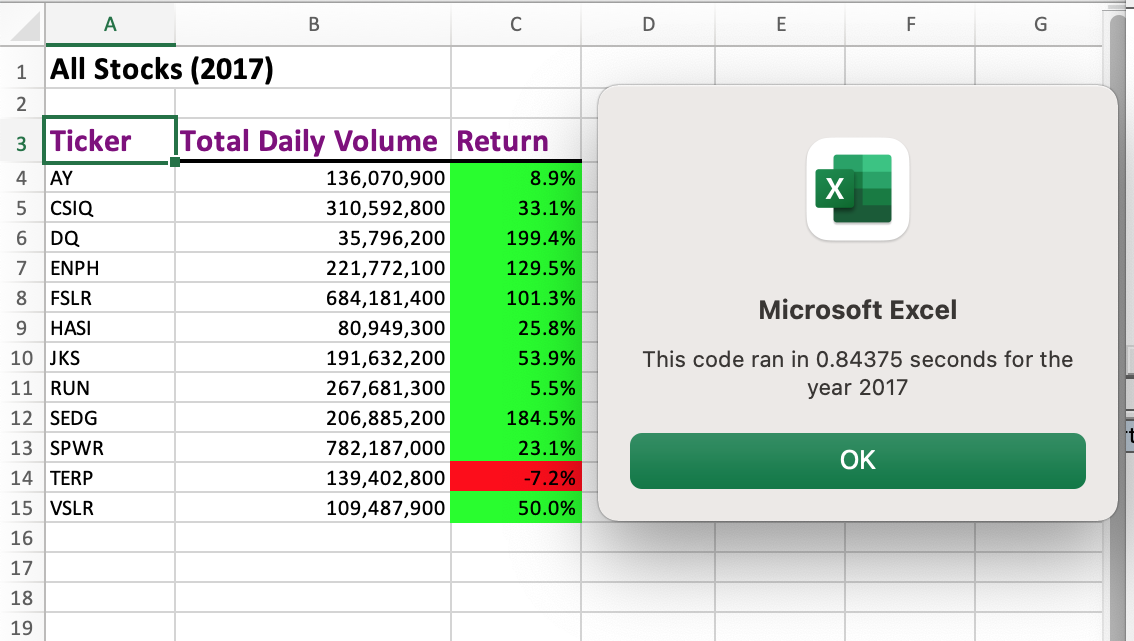 A B C D E F G
1 All Stocks (2017)
2
3 Ticker Total Daily Volume Return
4 AY 136,070,900 8.9%
5 CSIQ 310,592,800 33.1%
6 DQ 35,796,200 199.4%
7 ENPH 221,772,100 129.5%
8 FSLR 684,181,400 101.3%
9 HASI 80,949,300 25.8%
10 JKS 191,632,200 53.9%
11 RUN 267,681,300 5.5%
12 SEDG 206,885,200 184.5%
13 SPWR 782,187,000 23.1%
14 TERP 139,402,800 -7.2%
15 VSLR 109,487,900 50.0%
16
17
18
19
X
Microsoft Excel
This code ran in 0.84375 seconds for the
year 2017
OK